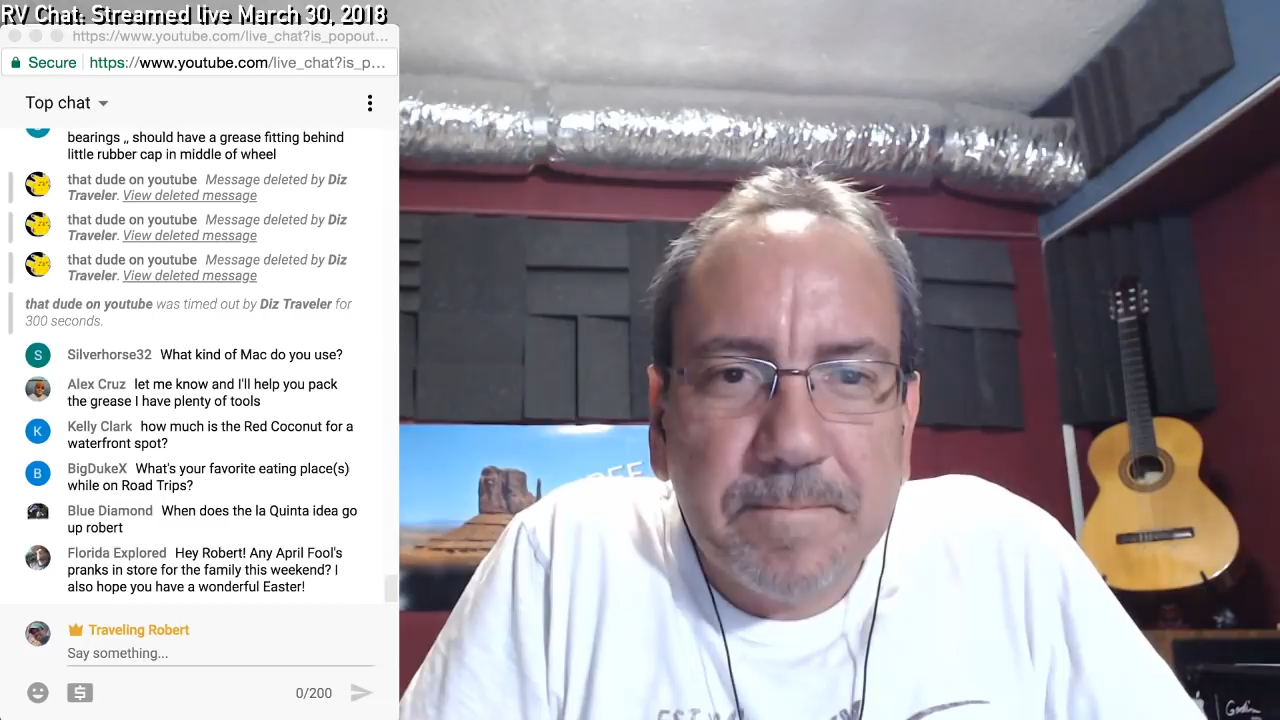 RV Chat. Streamed live March 30, 2018
https://www.youtube.com/live_chat?is_popout...
Secure https://www.youtube.com/live_chat?is_p...
Top chat
bearings ,, should have a grease fitting behind
little rubber cap in middle of wheel
that dude on youtube Message deleted by Diz
Traveler. View deleted message
that dude on youtube Message deleted by Diz
Traveler. View deleted message
that dude on youtube Message deleted by Diz
Traveler. View deleted message
that dude on youtube was timed out by Diz Traveler for
300 seconds.
S
Silverhorse32 What kind of Mac do you use?
Alex Cruz let me know and I'll help you pack
the grease I have plenty of tools
K
Kelly Clark how much is the Red Coconut for a
waterfront spot?
B
BigDukeX What's your favorite eating place(s)
while on Road Trips?
Blue Diamond When does the la Quinta idea go
up robert
Florida Explored Hey Robert! Any April Fool's
pranks in store for the family this weekend? I
also hope you have a wonderful Easter!
Traveling Robert
Say something...
$
0/200
Godin